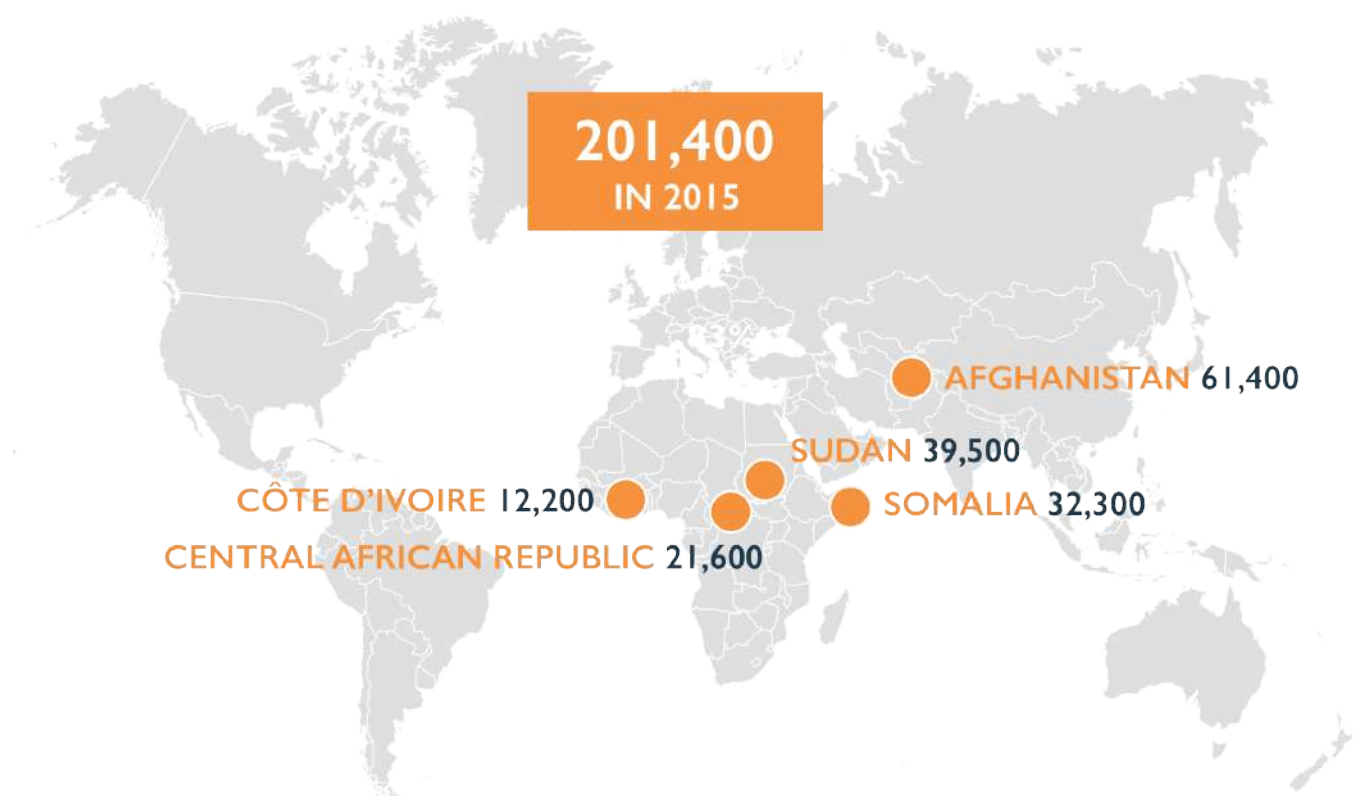 201,400
IN 2015
AFGHANISTAN 61,400
SUDAN 39,500
CÔTE D’IVOIRE 12,200
SOMALIA 32,300
CENTRAL AFRICAN REPUBLIC 21,600